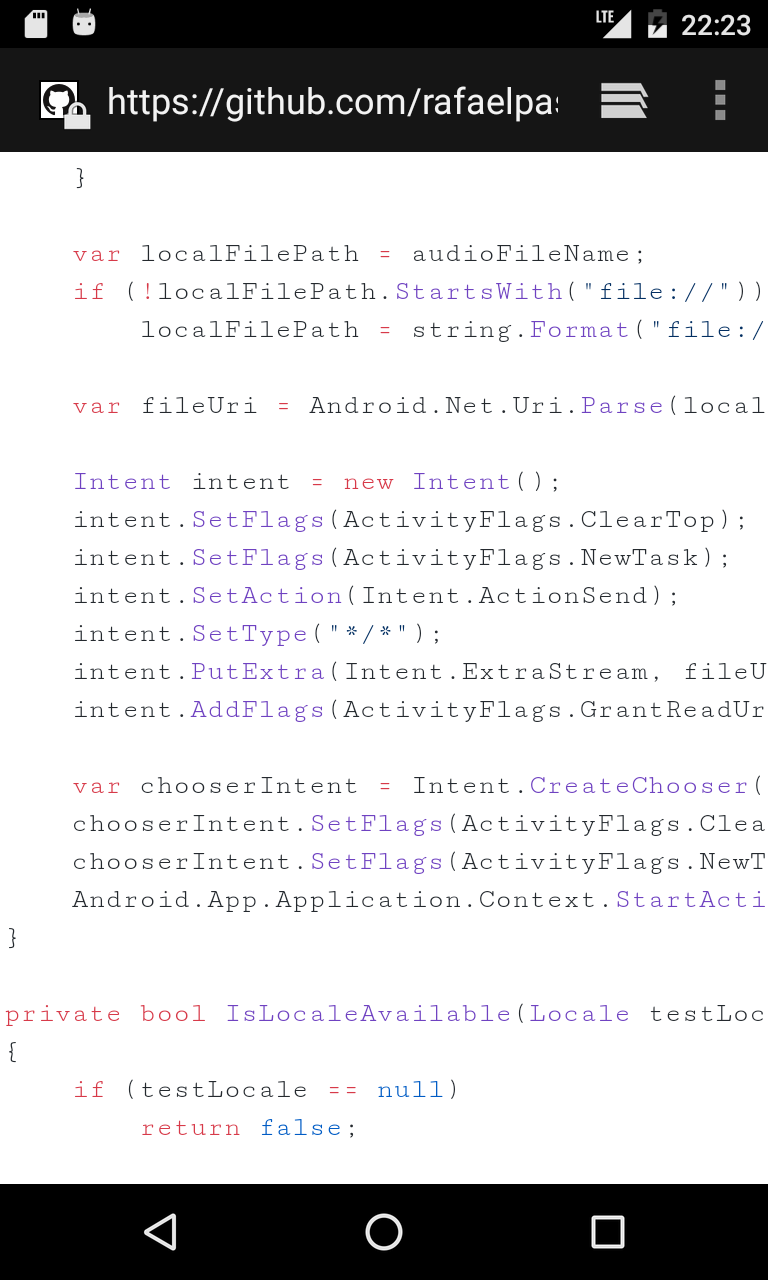 LTE 22:23
https://github.com/rafaelpas
}
var localFilePath = audioFileName;
if (!localFilePath.StartsWith("file://"))
localFilePath = string.Format("file:/
var fileUri = Android.Net.Uri.Parse(local
Intent intent = new Intent();
intent.SetFlags(ActivityFlags.ClearTop);
intent.SetFlags(ActivityFlags.NewTask);
intent.SetAction(Intent.ActionSend);
intent.SetType("*/*");
intent.PutExtra(Intent.ExtraStream, fileU
intent.AddFlags(ActivityFlags.GrantReadUr
var chooserIntent = Intent.CreateChooser(
chooserIntent.SetFlags(ActivityFlags.Clea
chooserIntent.SetFlags(ActivityFlags.NewT
Android.App.Application.Context.StartActi
}
private bool IsLocaleAvailable(Locale testLoc
{
if (testLocale == null)
return false;